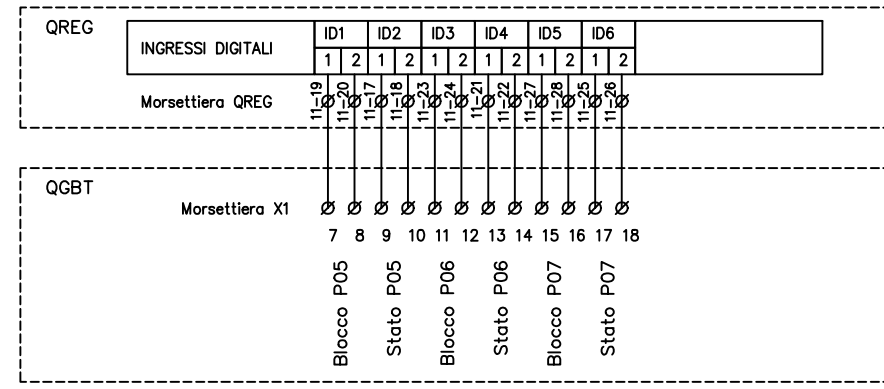 QREG
INGRESSI DIGITALI
ID1 ID2 ID3 ID4 ID5 ID6
1 2 1 2 1 2 1 2 1 2 1 2
Morsettiera QREG
11-19 11-20 11-17 11-18 11-23 11-24 11-21 11-22 11-27 11-28 11-25 11-26
QGBT
Morsettiera X1
7 8 9 10 11 12 13 14 15 16 17 18
Blocco P05
Stato P05
Blocco P06
Stato P06
Blocco P07
Stato P07